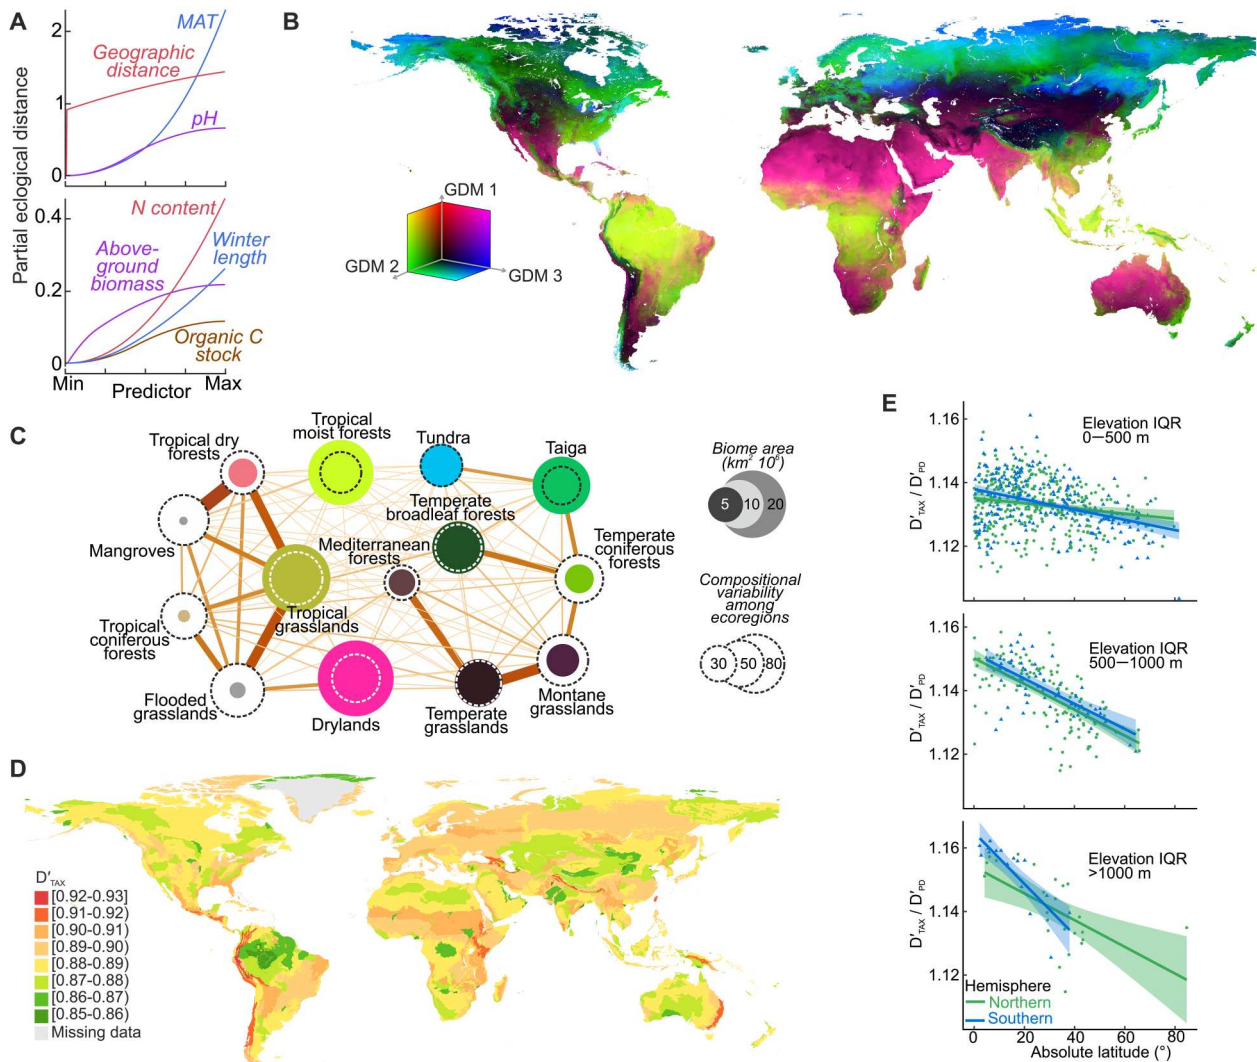 A
2
MAT
Geographic
distance
1
pH
0
Partial eclogical distance
0.4
N content
Above-
ground
biomass
Winter
length
0.2
Organic C
stock
0
Min
Predictor
Max
B
GDM 1
GDM 2
GDM 3
C
Tropical dry
forests
Tropical
moist forests
Tundra
Taiga
Mangroves
Temperate
broadleaf forests
Mediterranean
forests
Temperate
coniferous
forests
Tropical
coniferous
forests
Tropical
grasslands
Flooded
grasslands
Drylands
Temperate
grasslands
Montane
grasslands
Biome area
(km² 10⁶)
5
10
20
Compositional
variability
among
ecoregions
30
50
80
D
D′TAX
[0.92-0.93]
[0.91-0.92)
[0.90-0.91)
[0.89-0.90)
[0.88-0.89)
[0.87-0.88)
[0.86-0.87)
[0.85-0.86)
Missing data
E
1.16
Elevation IQR
0—500 m
1.14
D′TAX / D′PD
1.12
1.16
Elevation IQR
500—1000 m
1.14
D′TAX / D′PD
1.12
1.16
Elevation IQR
>1000 m
1.14
D′TAX / D′PD
1.12
Hemisphere
Northern
Southern
0
20
40
60
80
Absolute latitude (°)